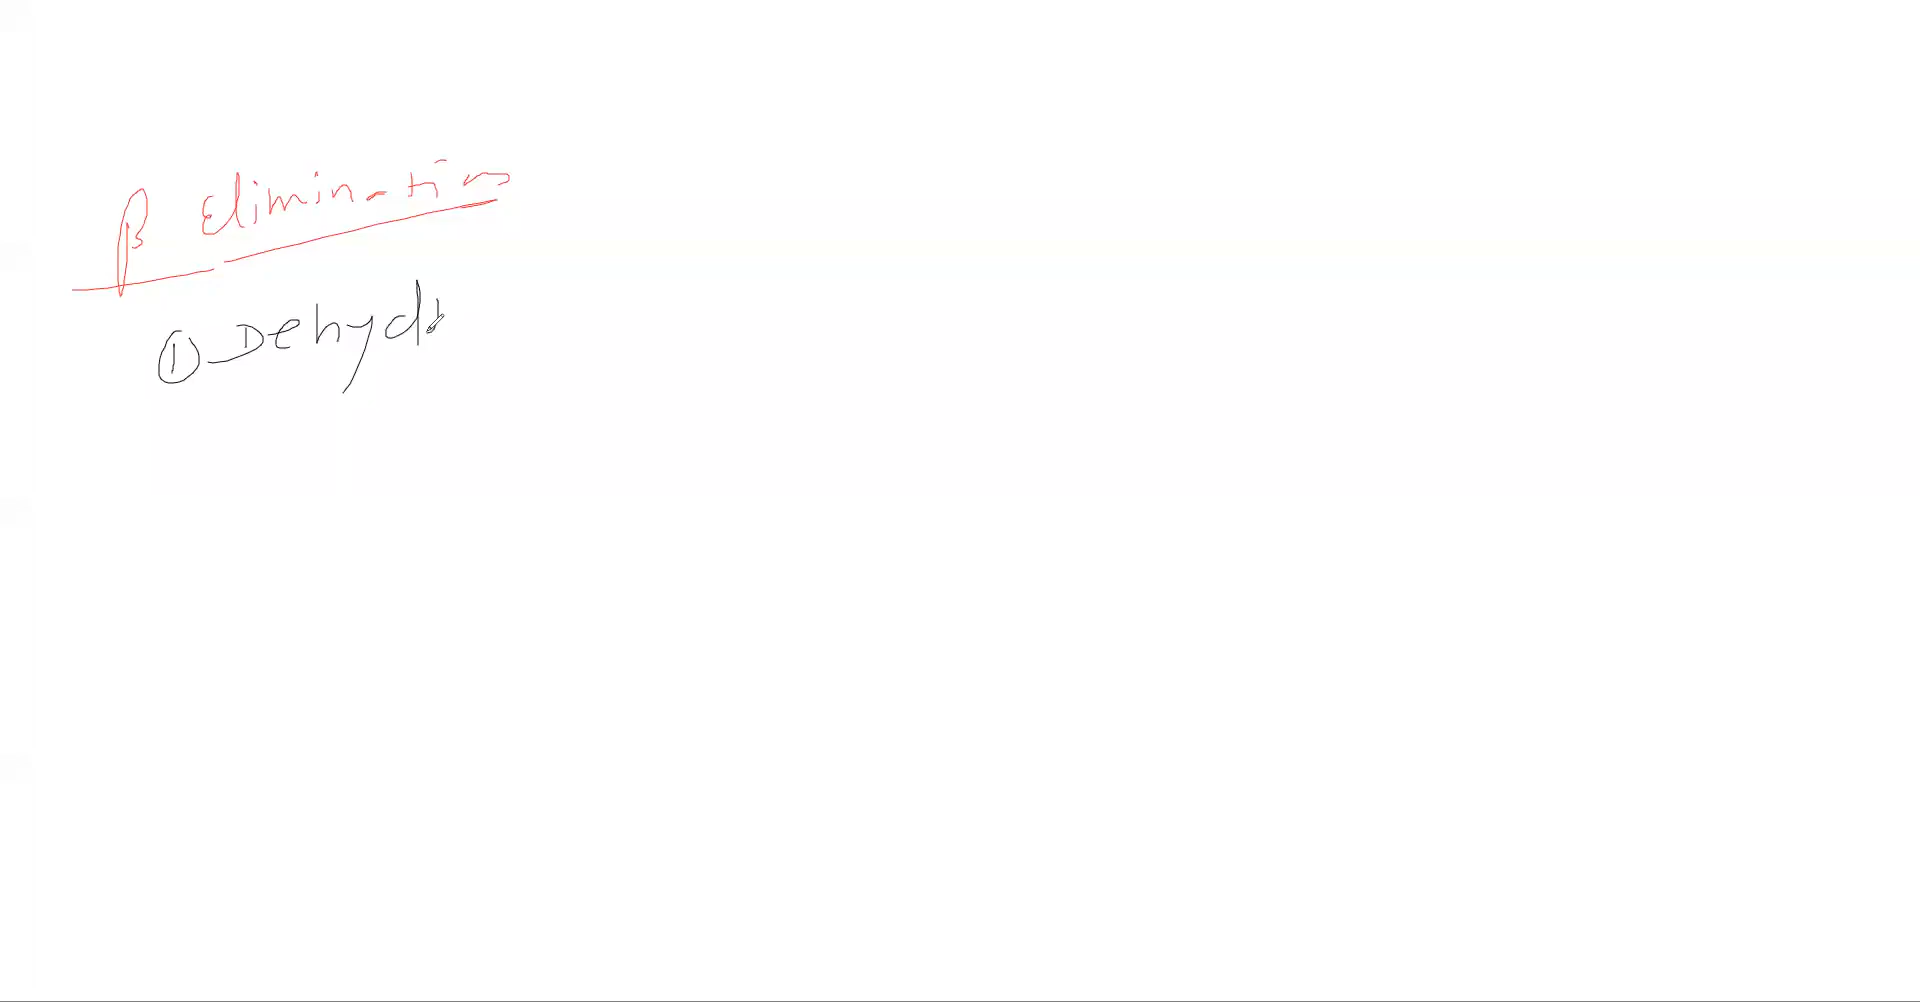 β Elimination
① Dehyd